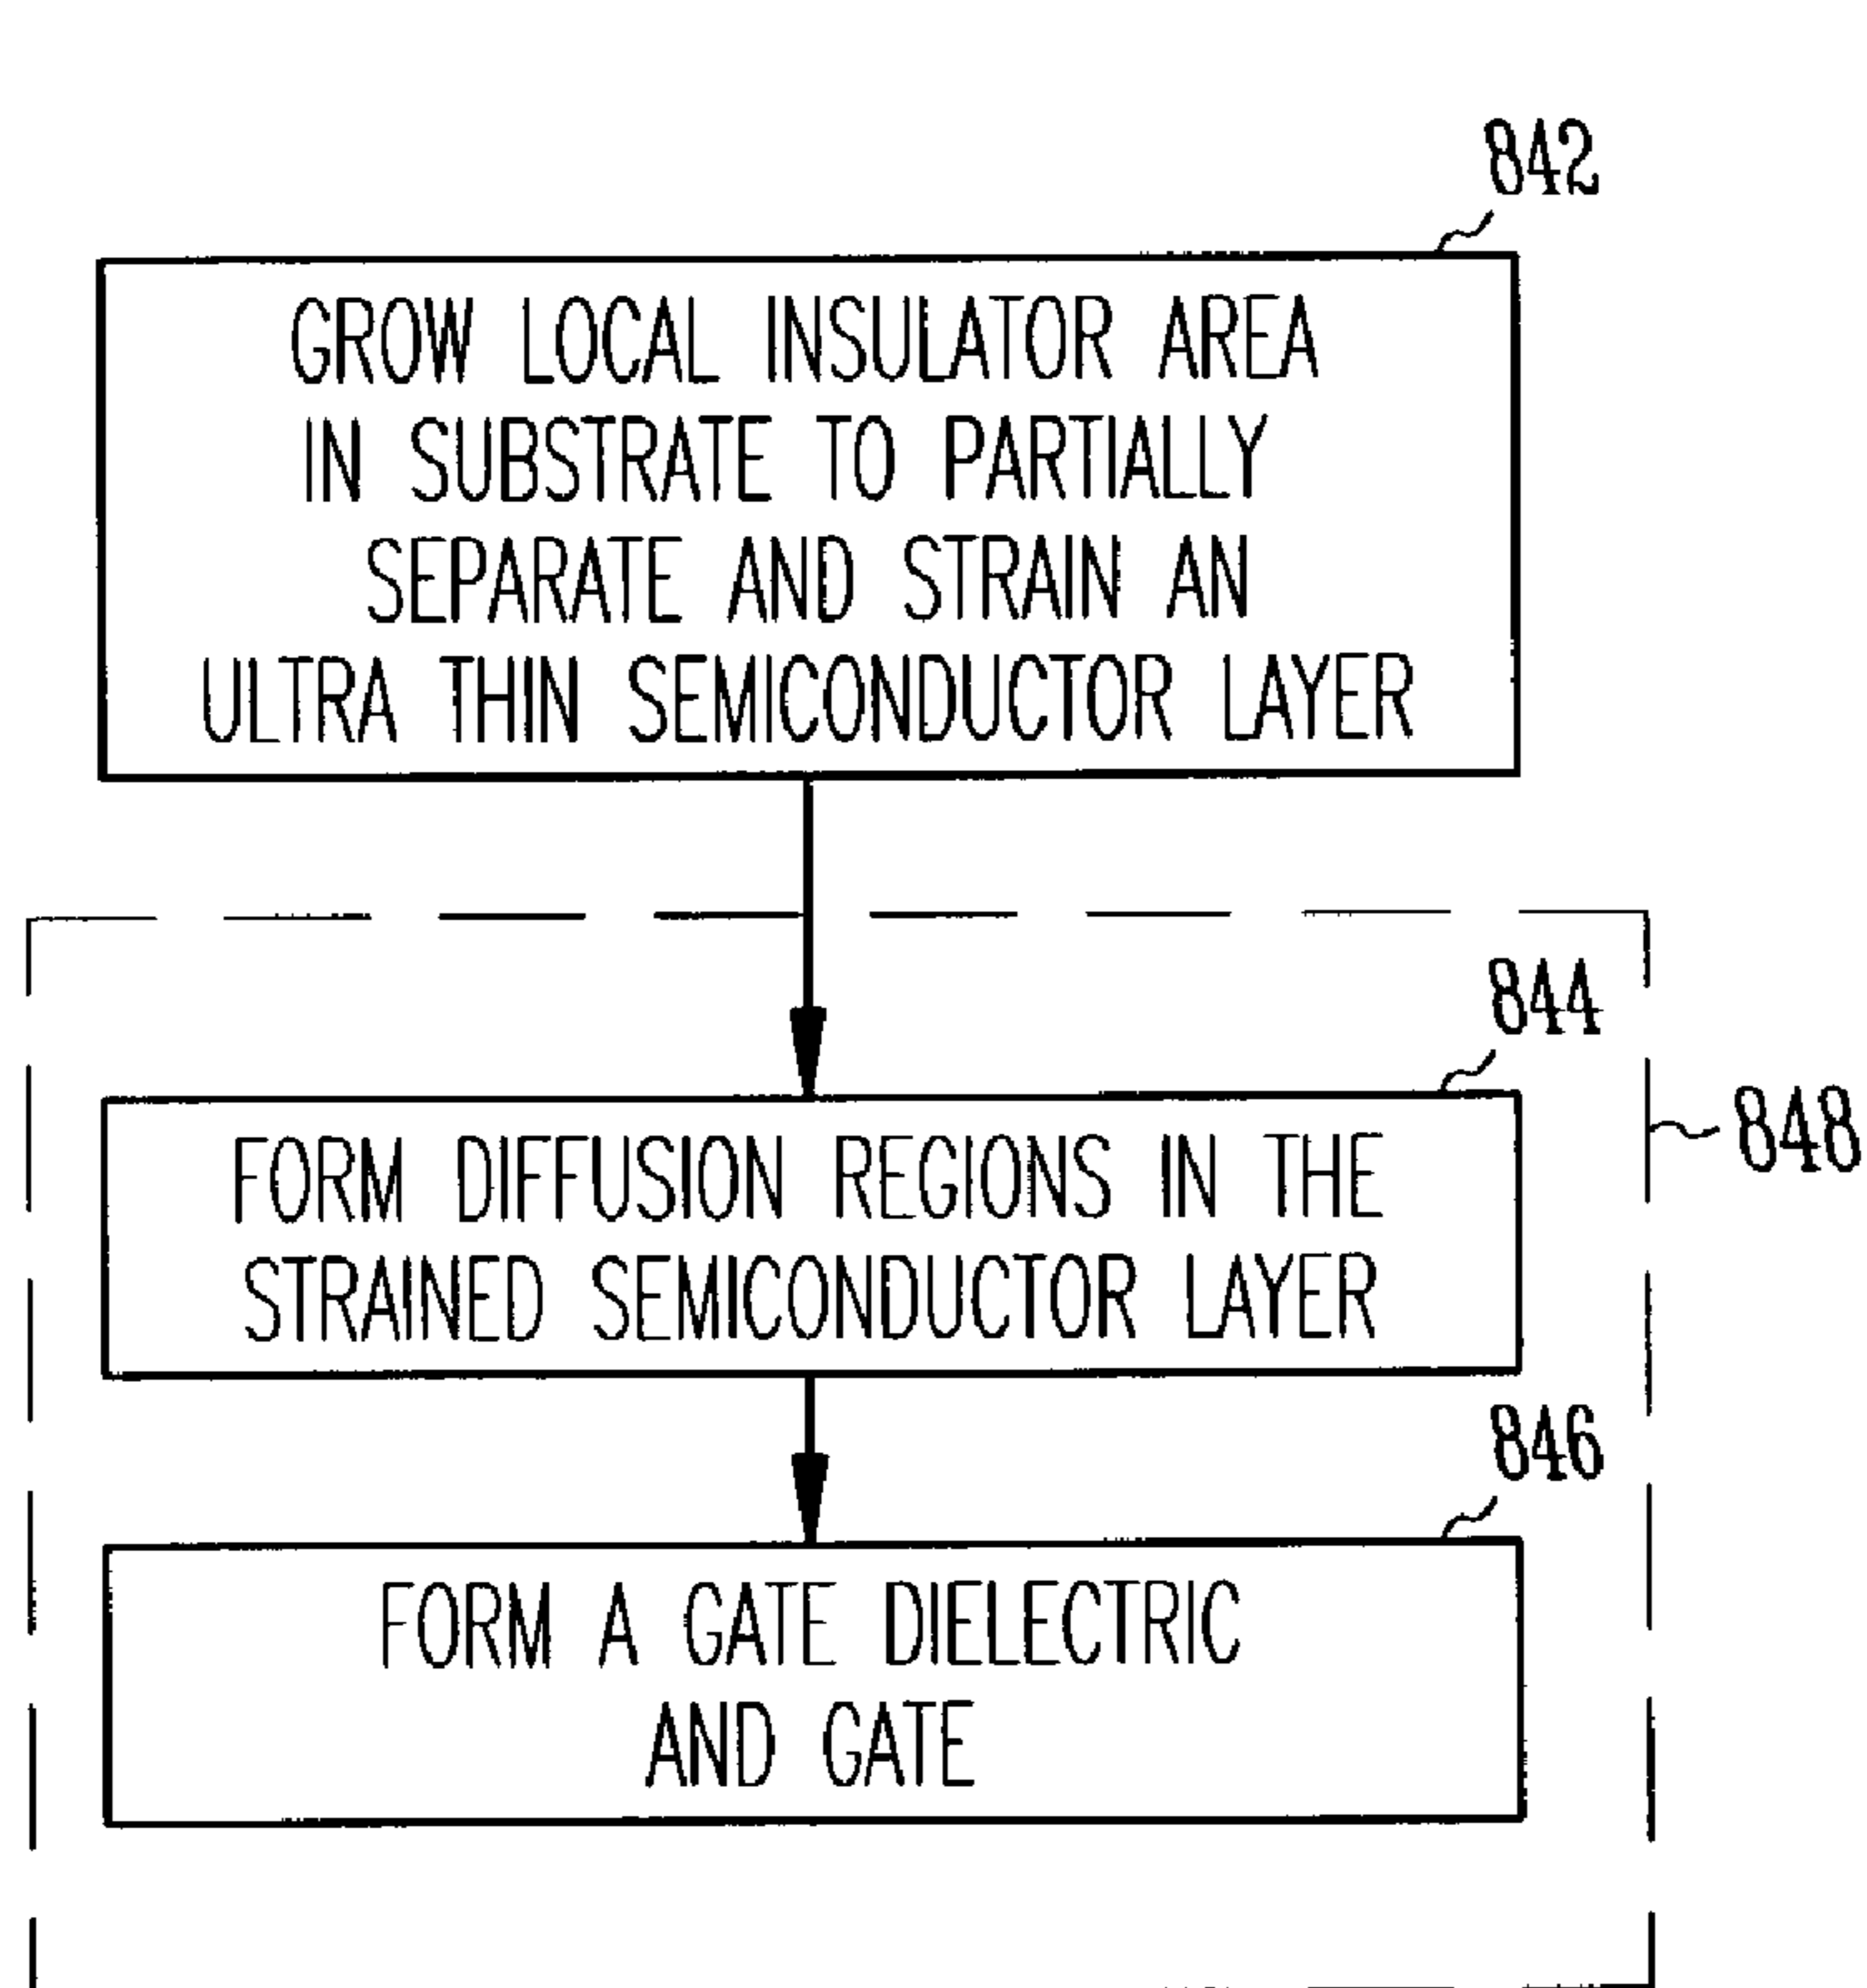 842
GROW LOCAL INSULATOR AREA
IN SUBSTRATE TO PARTIALLY
SEPARATE AND STRAIN AN
ULTRA THIN SEMICONDUCTOR LAYER
844
848
FORM DIFFUSION REGIONS IN THE
STRAINED SEMICONDUCTOR LAYER
846
FORM A GATE DIELECTRIC
AND GATE